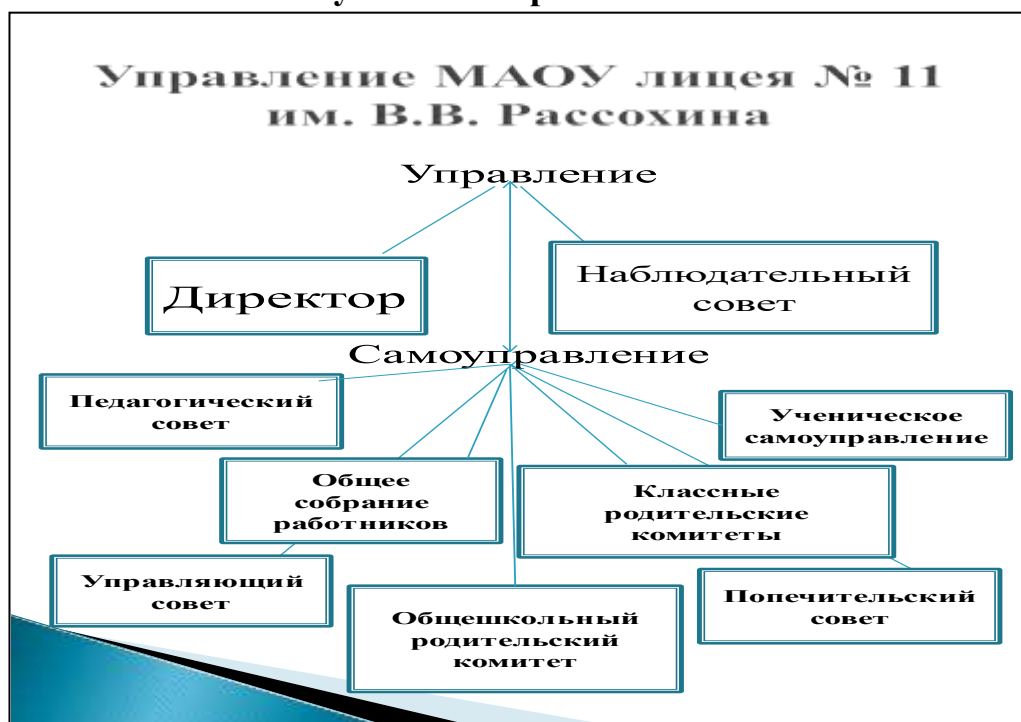 Управление МАОУ лицея № 11
им. В.В. Рассохина
Управление
Директор
Наблюдательный
совет
Самоуправление
Педагогический
совет
Ученическое
самоуправление
Общее
собрание
работников
Классные
родительские
комитеты
Управляющий
совет
Общешкольный
родительский
комитет
Попечительский
совет